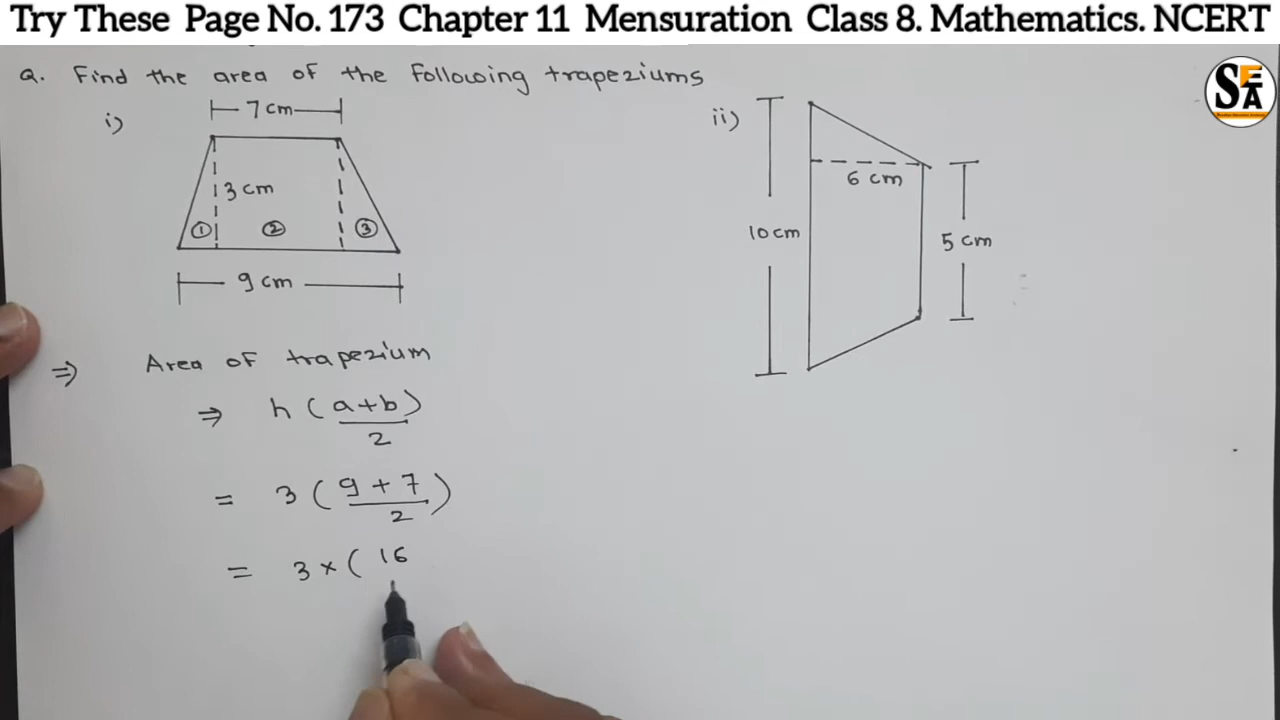 Try These Page No. 173 Chapter 11 Mensuration Class 8. Mathematics. NCERT
Q. Find the area of the following trapeziums
SEA
i)
7 cm
3 cm
① ② ③
9 cm
ii)
6 cm
10 cm
5 cm
⇒ Area of trapezium
⇒ h (a+b)/2
= 3 (9+7)/2
= 3 × ( 16